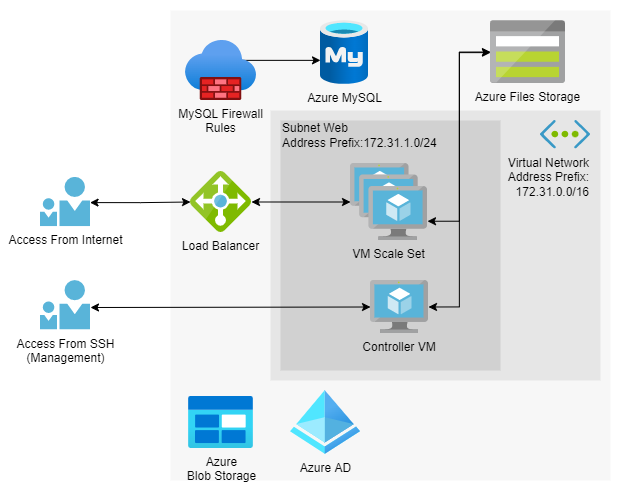 My
MySQL Firewall
Rules
Azure MySQL
Azure Files Storage
Subnet Web
Address Prefix:172.31.1.0/24
Virtual Network
Address Prefix:
172.31.0.0/16
Access From Internet
Load Balancer
VM Scale Set
Access From SSH
(Management)
Controller VM
Azure
Blob Storage
Azure AD